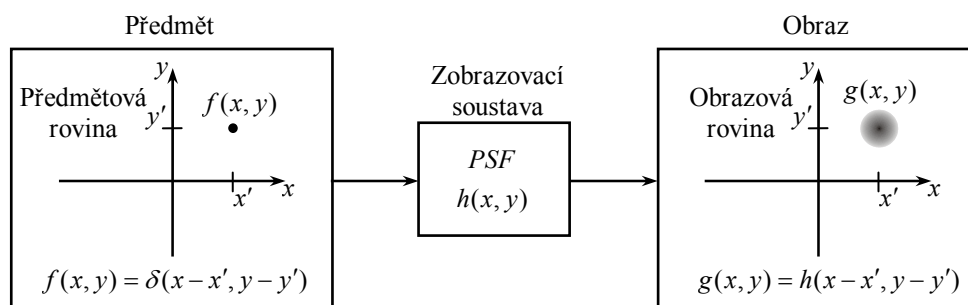 Předmět
Předmětová
rovina
y
y′
f(x, y)
x′
x
f(x, y) = δ(x − x′, y − y′)
Zobrazovací
soustava
PSF
h(x, y)
Obraz
Obrazová
rovina
y
y′
g(x, y)
x′
x
g(x, y) = h(x − x′, y − y′)